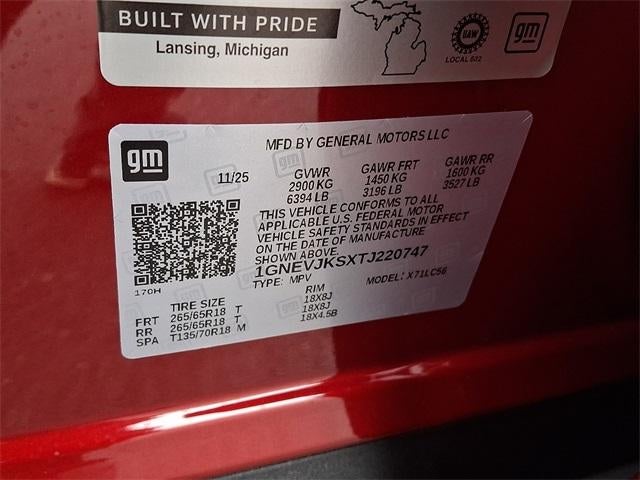 BUILT WITH PRIDE
Lansing, Michigan
UAW
LOCAL 602
gm
gm
MFD BY GENERAL MOTORS LLC
11/25
GVWR GAWR FRT GAWR RR
2900 KG 1450 KG 1600 KG
6394 LB 3196 LB 3527 LB
THIS VEHICLE CONFORMS TO ALL
APPLICABLE U.S. FEDERAL MOTOR
VEHICLE SAFETY STANDARDS IN EFFECT
ON THE DATE OF MANUFACTURE
SHOWN ABOVE
1GNEVJKSXTJ220747
TYPE: MPV MODEL: X71LC56
170H
TIRE SIZE RIM
FRT 265/65R18 T 18X8J
RR 265/65R18 T 18X8J
SPA T135/70R18 M 18X4.5B